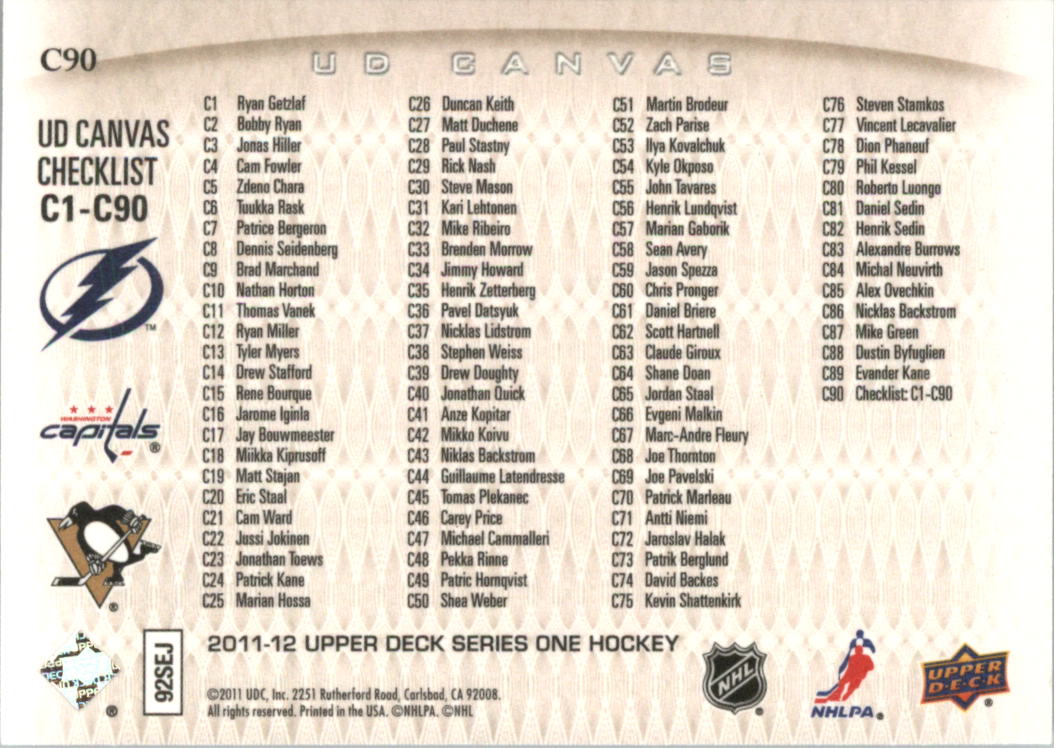 C90
UD CANVAS
UD CANVAS
CHECKLIST
C1-C90
C1 Ryan Getzlaf
C2 Bobby Ryan
C3 Jonas Hiller
C4 Cam Fowler
C5 Zdeno Chara
C6 Tuukka Rask
C7 Patrice Bergeron
C8 Dennis Seidenberg
C9 Brad Marchand
C10 Nathan Horton
C11 Thomas Vanek
C12 Ryan Miller
C13 Tyler Myers
C14 Drew Stafford
C15 Rene Bourque
C16 Jarome Iginla
C17 Jay Bouwmeester
C18 Miikka Kiprusoff
C19 Matt Stajan
C20 Eric Staal
C21 Cam Ward
C22 Jussi Jokinen
C23 Jonathan Toews
C24 Patrick Kane
C25 Marian Hossa
C26 Duncan Keith
C27 Matt Duchene
C28 Paul Stastny
C29 Rick Nash
C30 Steve Mason
C31 Kari Lehtonen
C32 Mike Ribeiro
C33 Brenden Morrow
C34 Jimmy Howard
C35 Henrik Zetterberg
C36 Pavel Datsyuk
C37 Nicklas Lidstrom
C38 Stephen Weiss
C39 Drew Doughty
C40 Jonathan Quick
C41 Anze Kopitar
C42 Mikko Koivu
C43 Niklas Backstrom
C44 Guillaume Latendresse
C45 Tomas Plekanec
C46 Carey Price
C47 Michael Cammalleri
C48 Pekka Rinne
C49 Patric Hornqvist
C50 Shea Weber
C51 Martin Brodeur
C52 Zach Parise
C53 Ilya Kovalchuk
C54 Kyle Okposo
C55 John Tavares
C56 Henrik Lundqvist
C57 Marian Gaborik
C58 Sean Avery
C59 Jason Spezza
C60 Chris Pronger
C61 Daniel Briere
C62 Scott Hartnell
C63 Claude Giroux
C64 Shane Doan
C65 Jordan Staal
C66 Evgeni Malkin
C67 Marc-Andre Fleury
C68 Joe Thornton
C69 Joe Pavelski
C70 Patrick Marleau
C71 Antti Niemi
C72 Jaroslav Halak
C73 Patrik Berglund
C74 David Backes
C75 Kevin Shattenkirk
C76 Steven Stamkos
C77 Vincent Lecavalier
C78 Dion Phaneuf
C79 Phil Kessel
C80 Roberto Luongo
C81 Daniel Sedin
C82 Henrik Sedin
C83 Alexandre Burrows
C84 Michal Neuvirth
C85 Alex Ovechkin
C86 Nicklas Backstrom
C87 Mike Green
C88 Dustin Byfuglien
C89 Evander Kane
C90 Checklist: C1-C90
TM
WASHINGTON
capitals
®
®
®
92SEJ
2011-12 UPPER DECK SERIES ONE HOCKEY
©2011 UDC, Inc. 2251 Rutherford Road, Carlsbad, CA 92008.
All rights reserved. Printed in the USA. ©NHLPA. ©NHL
NHL
®
NHLPA®
UPPER
D·E·C·K
®